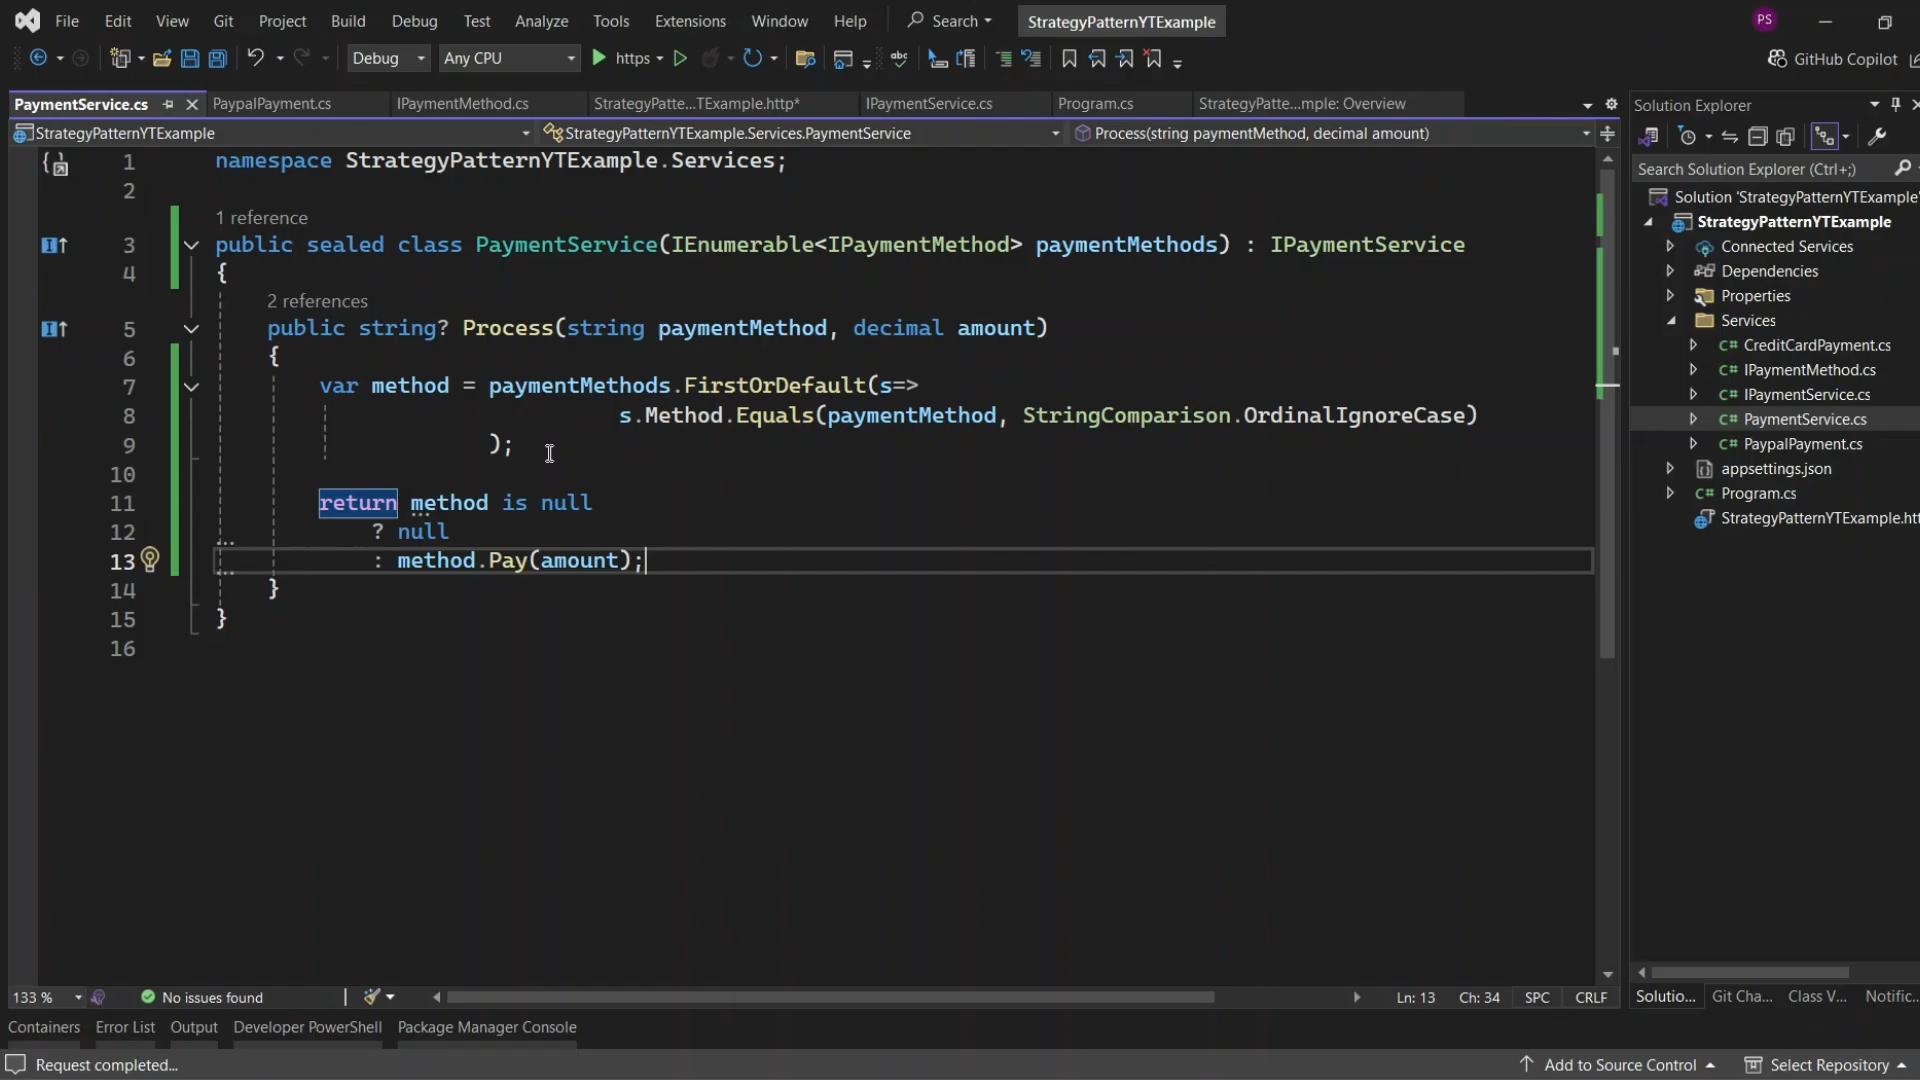 File Edit View Git Project Build Debug Test Analyze Tools Extensions Window Help Search StrategyPatternYTExample PS
Debug Any CPU https GitHub Copilot
PaymentService.cs PaypalPayment.cs IPaymentMethod.cs StrategyPatte...TExample.http* IPaymentService.cs Program.cs StrategyPatte...mple: Overview
StrategyPatternYTExample StrategyPatternYTExample.Services.PaymentService Process(string paymentMethod, decimal amount)
1 namespace StrategyPatternYTExample.Services;
2
1 reference
3 public sealed class PaymentService(IEnumerable<IPaymentMethod> paymentMethods) : IPaymentService
4 {
2 references
5 public string? Process(string paymentMethod, decimal amount)
6 {
7 var method = paymentMethods.FirstOrDefault(s=>
8 s.Method.Equals(paymentMethod, StringComparison.OrdinalIgnoreCase)
9 );
10
11 return method is null
12 ? null
13 : method.Pay(amount);
14 }
15 }
16
Solution Explorer
Search Solution Explorer (Ctrl+;)
Solution 'StrategyPatternYTExample'
StrategyPatternYTExample
Connected Services
Dependencies
Properties
Services
C# CreditCardPayment.cs
C# IPaymentMethod.cs
C# IPaymentService.cs
C# PaymentService.cs
C# PaypalPayment.cs
appsettings.json
C# Program.cs
StrategyPatternYTExample.htt
133 % No issues found Ln: 13 Ch: 34 SPC CRLF
Solutio... Git Cha... Class V... Notific...
Containers Error List Output Developer PowerShell Package Manager Console
Request completed... Add to Source Control Select Repository